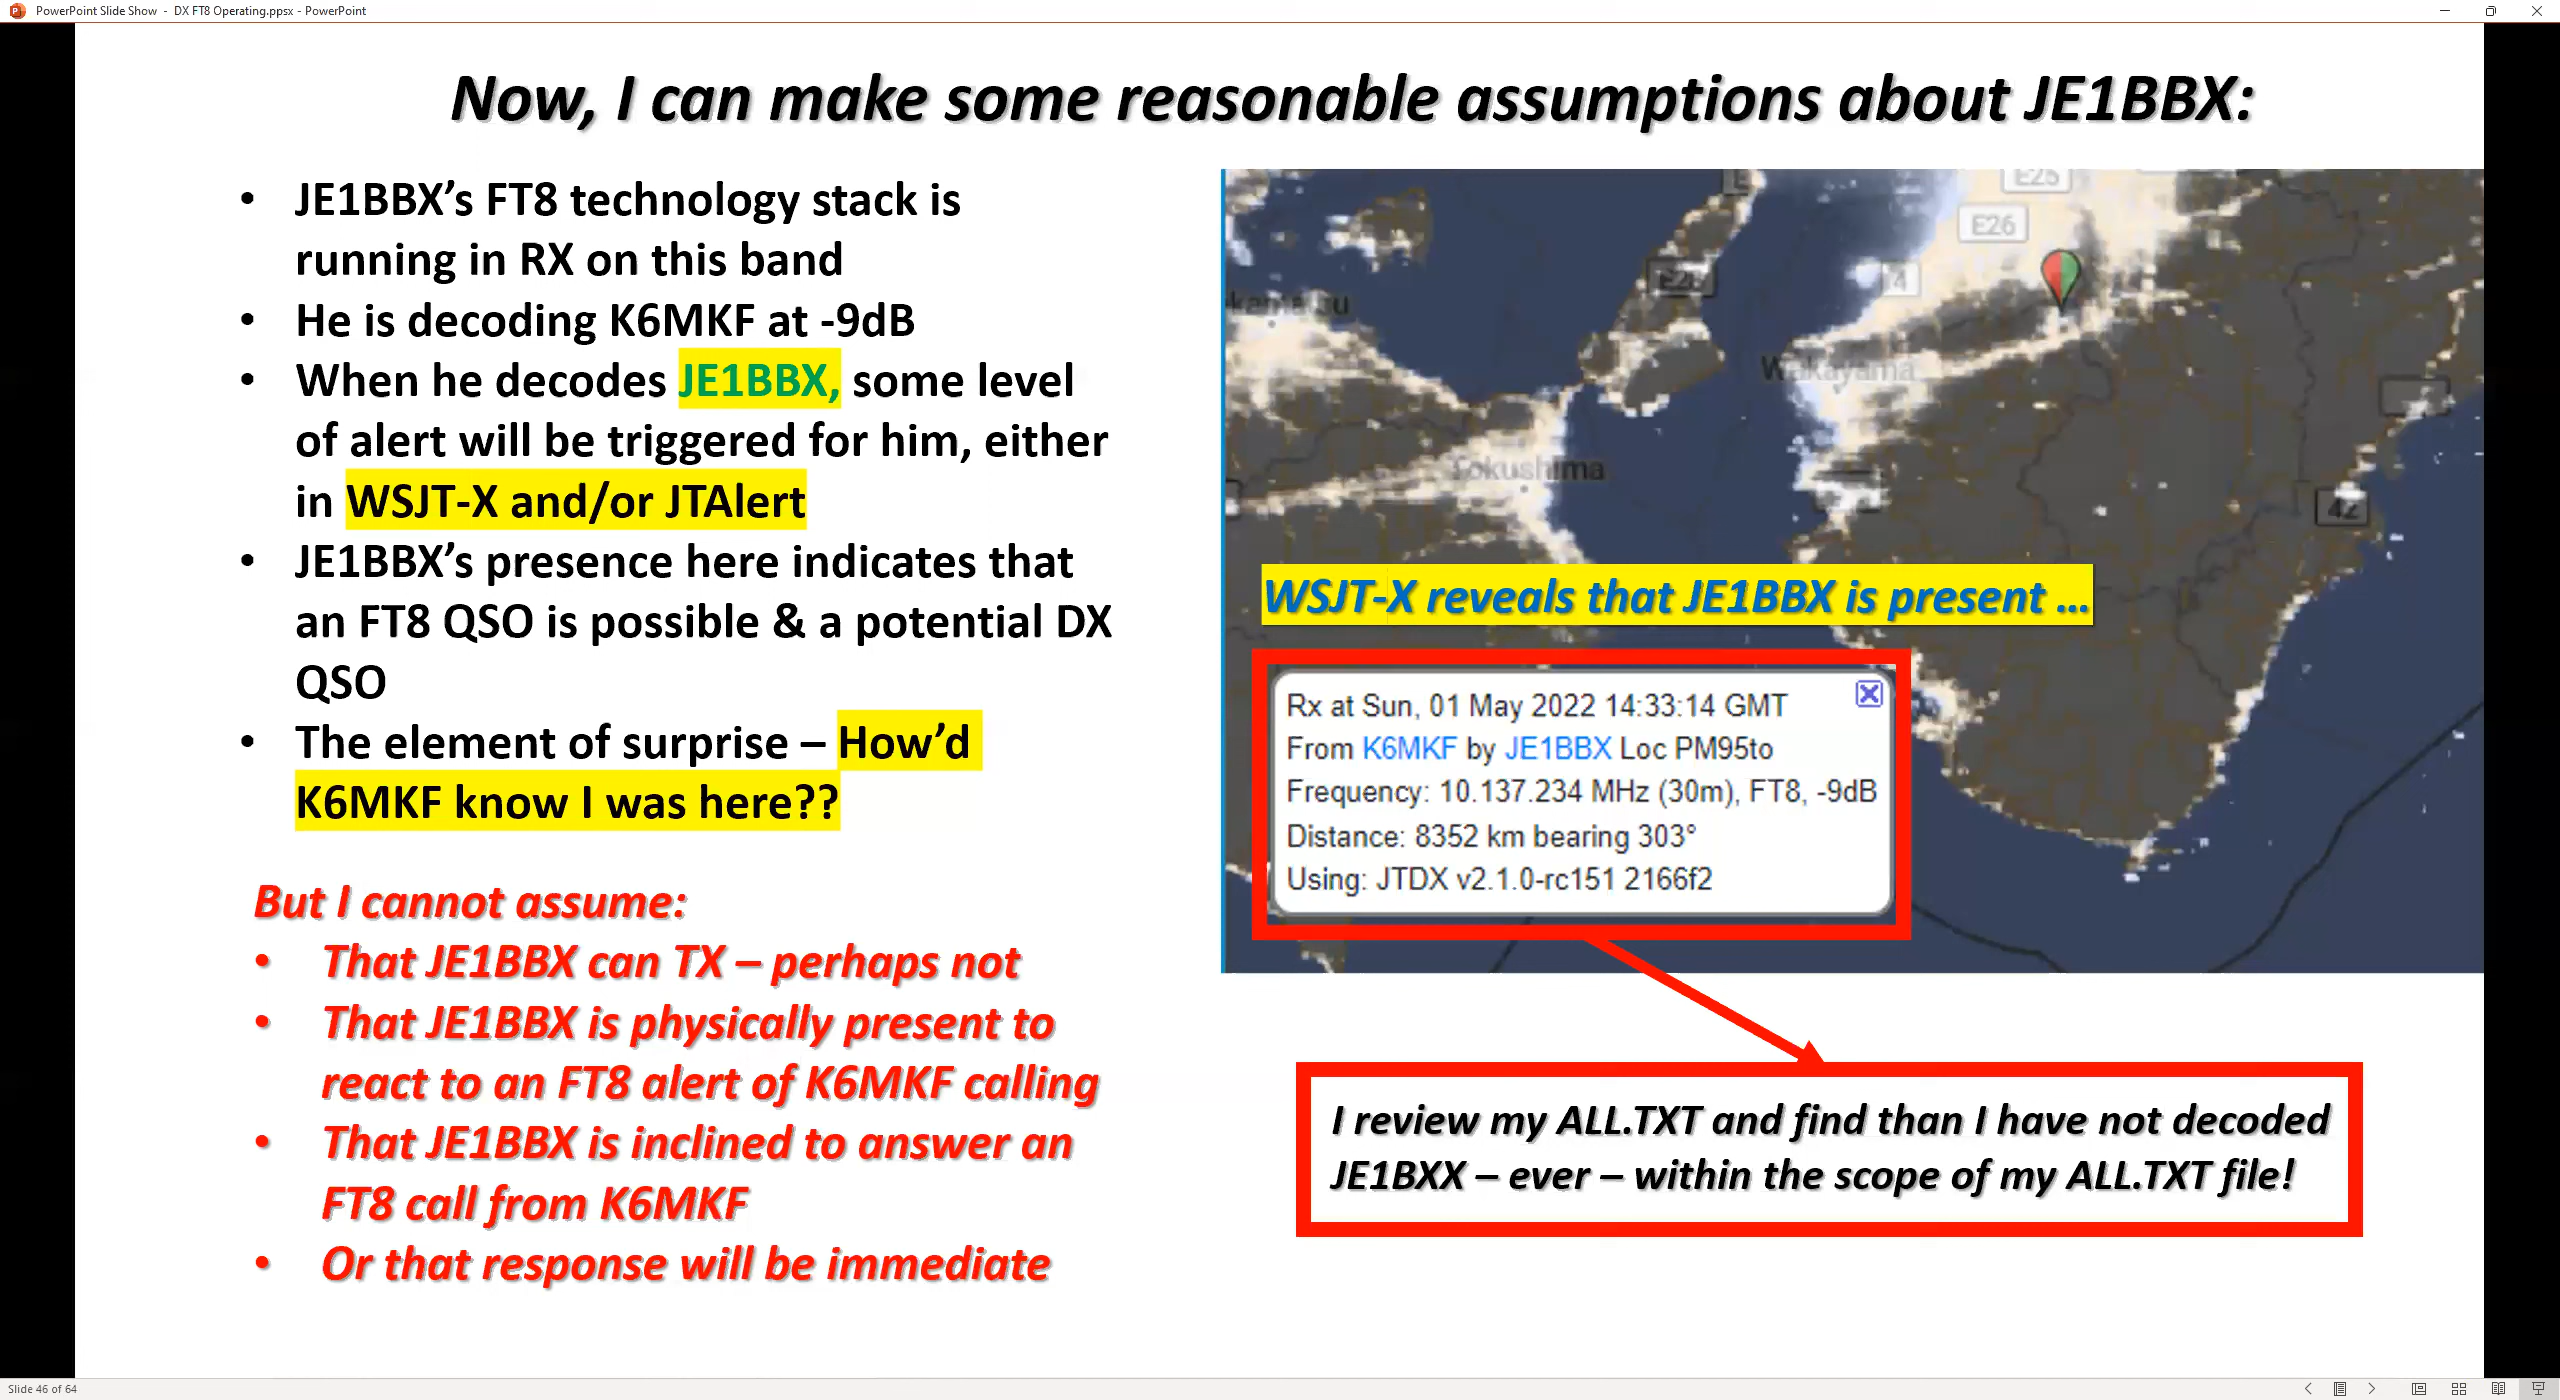 PowerPoint Slide Show - DX FT8 Operating.ppsx - PowerPoint
Now, I can make some reasonable assumptions about JE1BBX:
• JE1BBX’s FT8 technology stack is
running in RX on this band
• He is decoding K6MKF at -9dB
• When he decodes JE1BBX, some level
of alert will be triggered for him, either
in WSJT-X and/or JTAlert
• JE1BBX’s presence here indicates that
an FT8 QSO is possible & a potential DX
QSO
• The element of surprise – How’d
K6MKF know I was here??
But I cannot assume:
• That JE1BBX can TX – perhaps not
• That JE1BBX is physically present to
react to an FT8 alert of K6MKF calling
• That JE1BBX is inclined to answer an
FT8 call from K6MKF
• Or that response will be immediate
E25
E26
4
Wakayama
Tokushima
42
WSJT-X reveals that JE1BBX is present ...
Rx at Sun, 01 May 2022 14:33:14 GMT
From K6MKF by JE1BBX Loc PM95to
Frequency: 10.137.234 MHz (30m), FT8, -9dB
Distance: 8352 km bearing 303°
Using: JTDX v2.1.0-rc151 2166f2
I review my ALL.TXT and find than I have not decoded
JE1BXX – ever – within the scope of my ALL.TXT file!
Slide 46 of 64